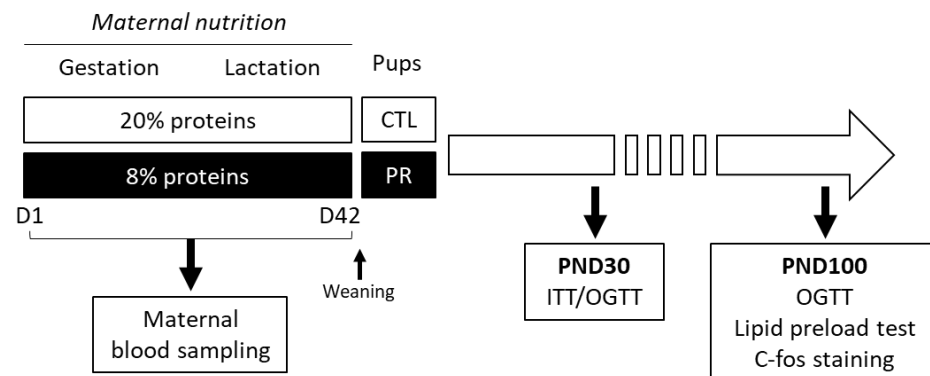 Maternal nutrition
Gestation Lactation Pups
20% proteins CTL
8% proteins PR
D1 D42
Weaning
Maternal
blood sampling
PND30
ITT/OGTT
PND100
OGTT
Lipid preload test
C-fos staining